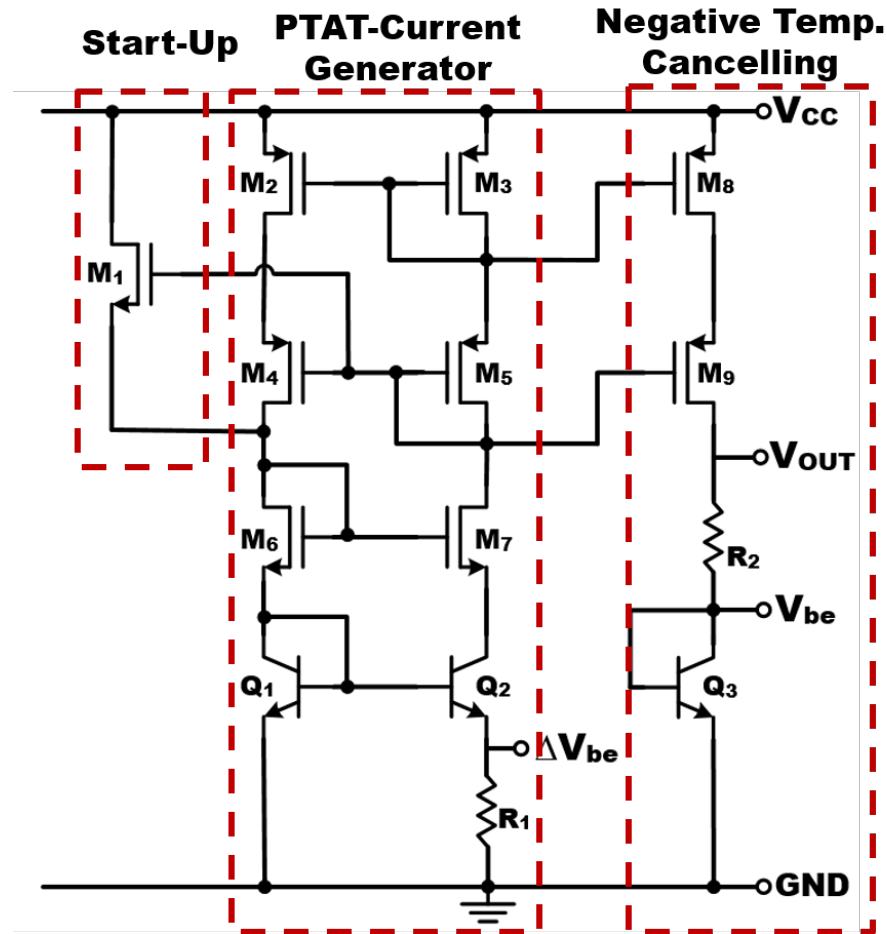 Start-Up
PTAT-Current
Generator
Negative Temp.
Cancelling
VCC
M2
M3
M8
M1
M4
M5
M9
VOUT
M6
M7
R2
Vbe
Q1
Q2
Q3
ΔVbe
R1
GND